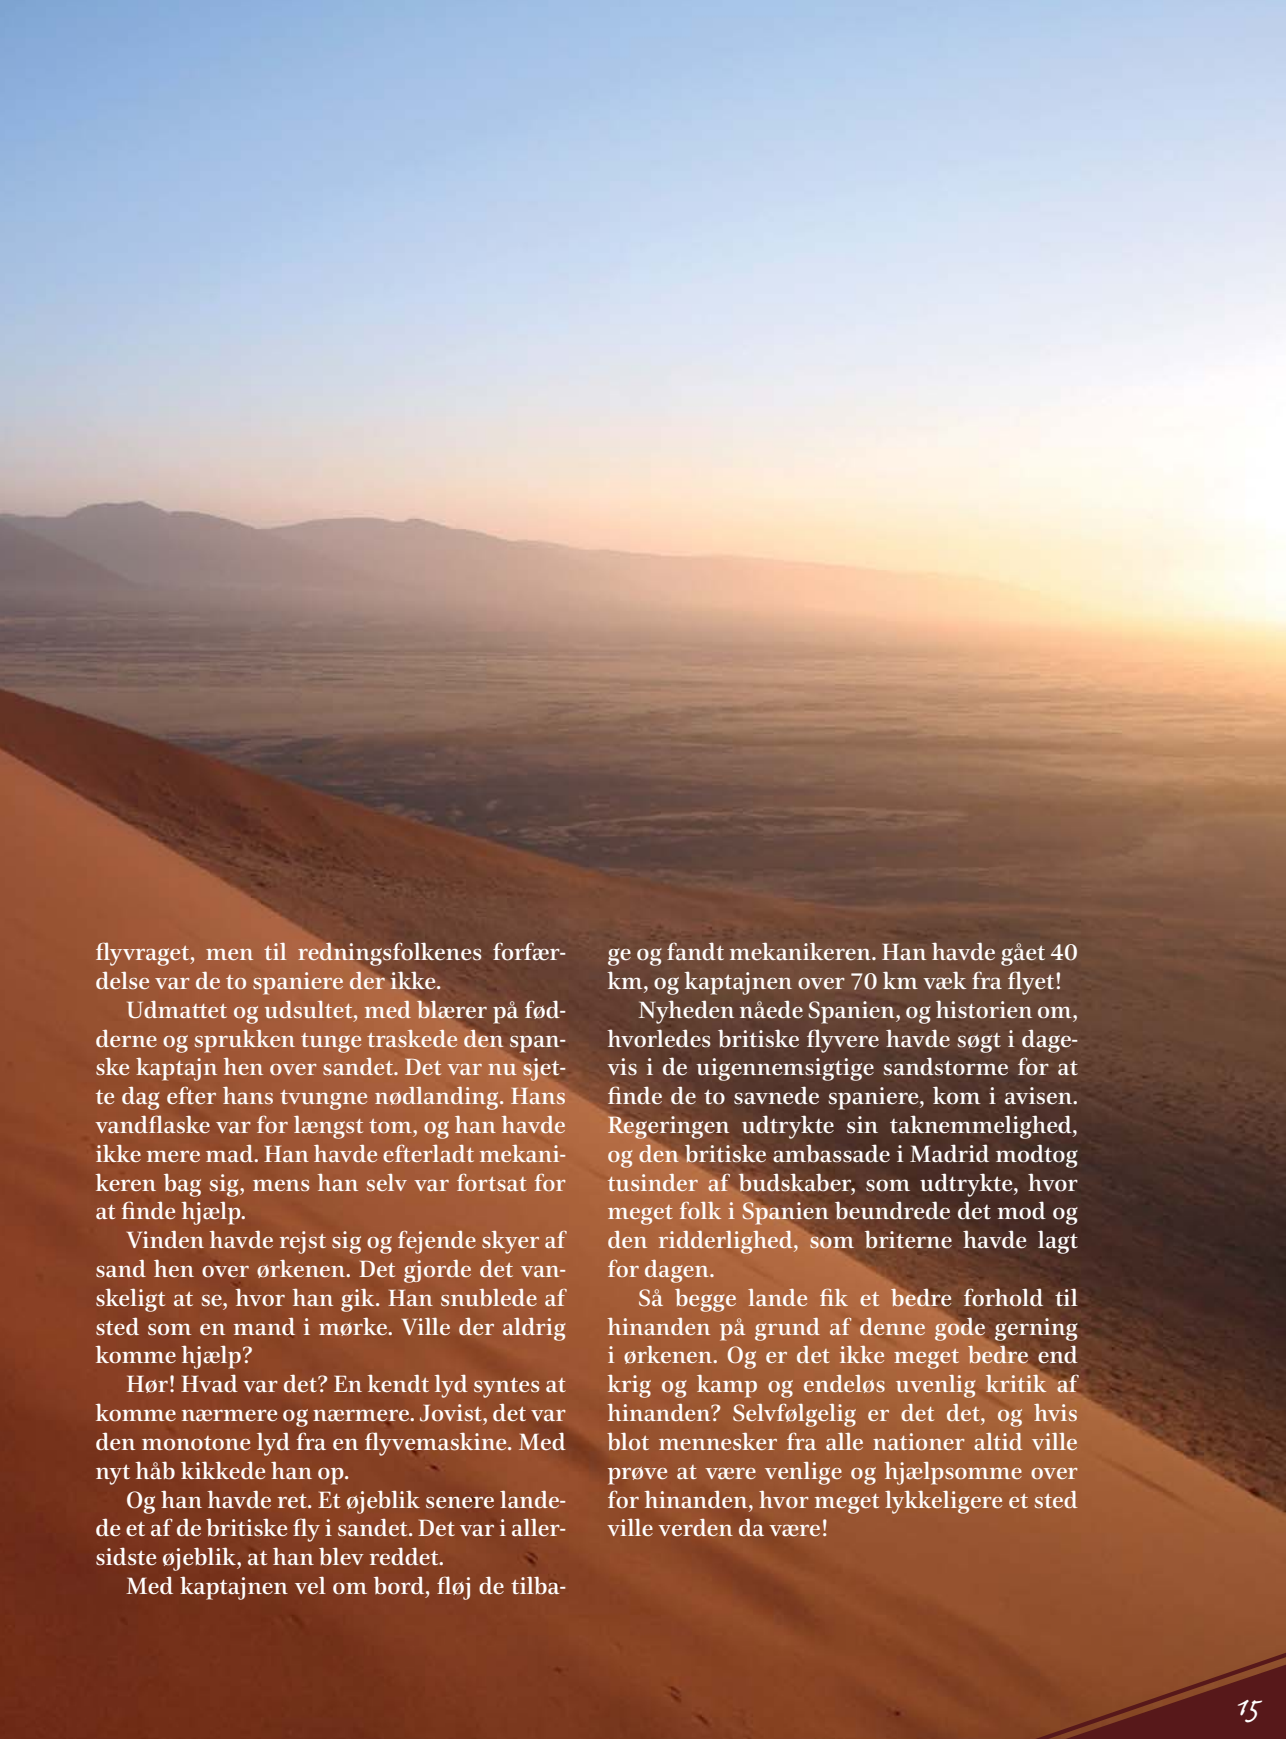 flyvraget, men til redningsfolkenes forfær-
delse var de to spaniere der ikke.
Udmattet og udsultet, med blærer på fød-
derne og sprukken tunge traskede den span-
ske kaptajn hen over sandet. Det var nu sjet-
te dag efter hans tvungne nødlanding. Hans
vandflaske var for længst tom, og han havde
ikke mere mad. Han havde efterladt mekani-
keren bag sig, mens han selv var fortsat for
at finde hjælp.
Vinden havde rejst sig og fejende skyer af
sand hen over ørkenen. Det gjorde det van-
skeligt at se, hvor han gik. Han snublede af
sted som en mand i mørke. Ville der aldrig
komme hjælp?
Hør! Hvad var det? En kendt lyd syntes at
komme nærmere og nærmere. Jovist, det var
den monotone lyd fra en flyvemaskine. Med
nyt håb kikkede han op.
Og han havde ret. Et øjeblik senere lande-
de et af de britiske fly i sandet. Det var i aller-
sidste øjeblik, at han blev reddet.
Med kaptajnen vel om bord, fløj de tilba-
ge og fandt mekanikeren. Han havde gået 40
km, og kaptajnen over 70 km væk fra flyet!
Nyheden nåede Spanien, og historien om,
hvorledes britiske flyvere havde søgt i dage-
vis i de uigennemsigtige sandstorme for at
finde de to savnede spaniere, kom i avisen.
Regeringen udtrykte sin taknemmelighed,
og den britiske ambassade i Madrid modtog
tusinder af budskaber, som udtrykte, hvor
meget folk i Spanien beundrede det mod og
den ridderlighed, som briterne havde lagt
for dagen.
Så begge lande fik et bedre forhold til
hinanden på grund af denne gode gerning
i ørkenen. Og er det ikke meget bedre end
krig og kamp og endeløs uvenlig kritik af
hinanden? Selvfølgelig er det det, og hvis
blot mennesker fra alle nationer altid ville
prøve at være venlige og hjælpsomme over
for hinanden, hvor meget lykkeligere et sted
ville verden da være!
15